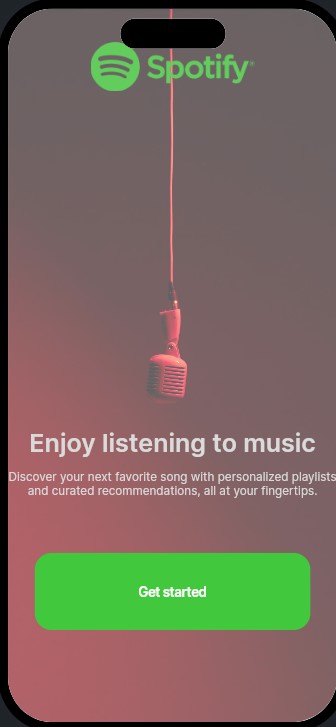 Spotify®
Enjoy listening to music
Discover your next favorite song with personalized playlists
and curated recommendations, all at your fingertips.
Get started